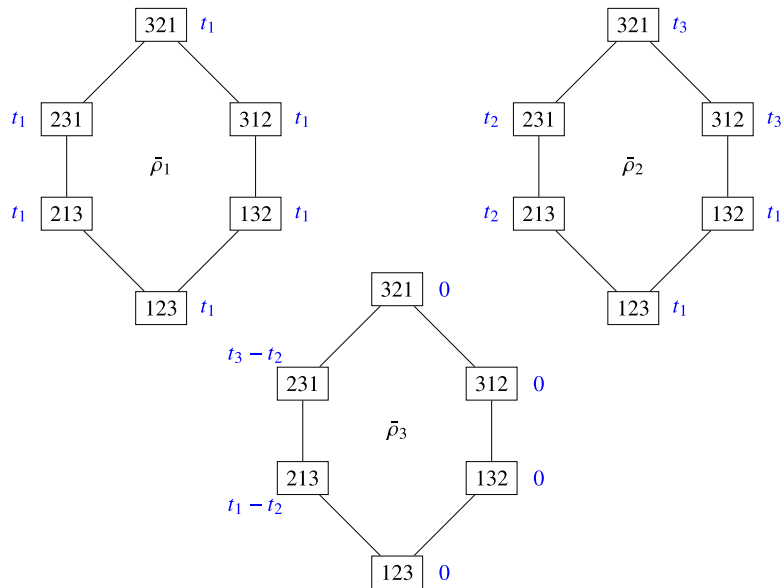 321 t₁ 321 t₃
t₁ 231 312 t₁ t₂ 231 312 t₃
ρ̄₁ ρ̄₂
t₁ 213 132 t₁ t₂ 213 132 t₁
123 t₁ 123 t₁
321 0
t₃ − t₂
231 312 0
ρ̄₃
213 132 0
t₁ − t₂
123 0